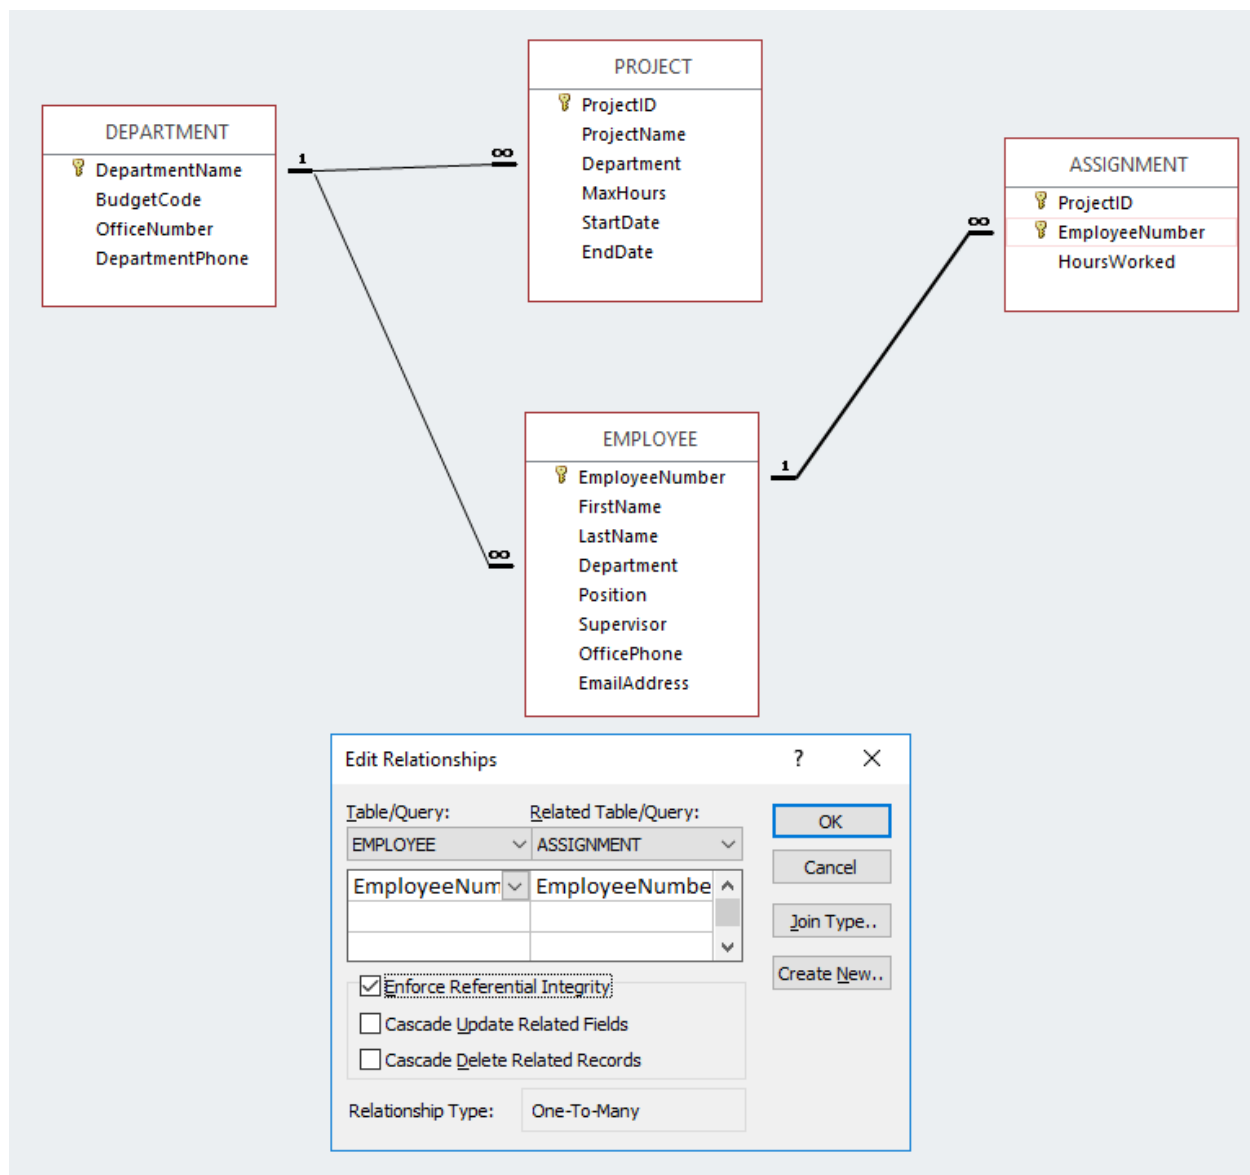 DEPARTMENT
DepartmentName
BudgetCode
OfficeNumber
DepartmentPhone
1
∞
PROJECT
ProjectID
ProjectName
Department
MaxHours
StartDate
EndDate
ASSIGNMENT
ProjectID
EmployeeNumber
HoursWorked
∞
1
∞
EMPLOYEE
EmployeeNumber
FirstName
LastName
Department
Position
Supervisor
OfficePhone
EmailAddress
Edit Relationships ?
Table/Query: Related Table/Query:
EMPLOYEE ASSIGNMENT
EmployeeNum EmployeeNumbe
Enforce Referential Integrity
Cascade Update Related Fields
Cascade Delete Related Records
Relationship Type: One-To-Many
OK
Cancel
Join Type..
Create New..